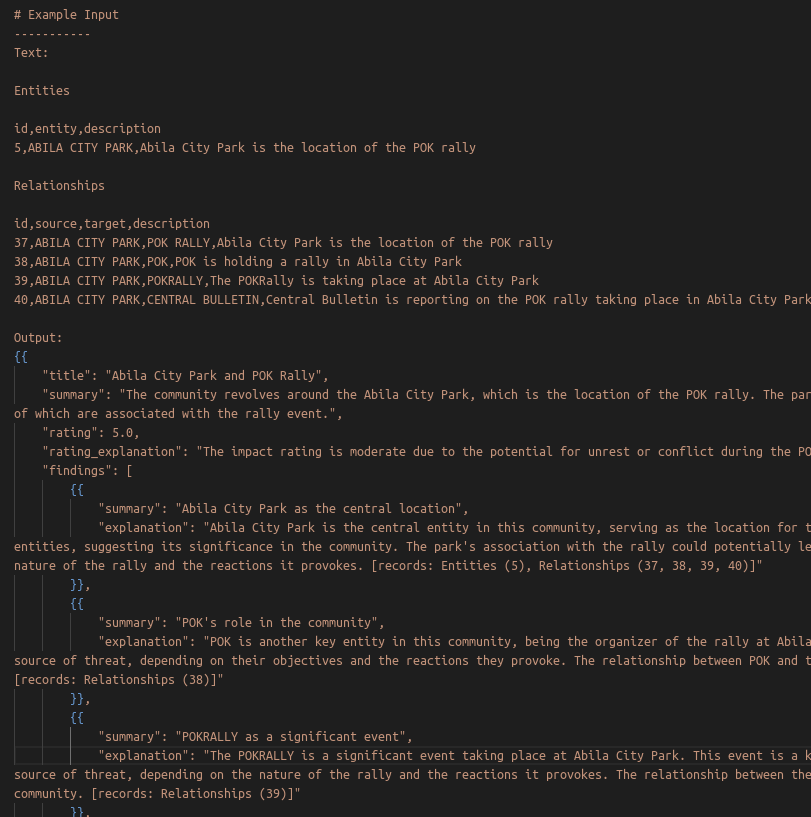 # Example Input
-----------
Text:
Entities
id,entity,description
5,ABILA CITY PARK,Abila City Park is the location of the POK rally
Relationships
id,source,target,description
37,ABILA CITY PARK,POK RALLY,Abila City Park is the location of the POK rally
38,ABILA CITY PARK,POK,POK is holding a rally in Abila City Park
39,ABILA CITY PARK,POKRALLY,The POKRally is taking place at Abila City Park
40,ABILA CITY PARK,CENTRAL BULLETIN,Central Bulletin is reporting on the POK rally taking place in Abila City Park
Output:
{{
"title": "Abila City Park and POK Rally",
"summary": "The community revolves around the Abila City Park, which is the location of the POK rally. The par
of which are associated with the rally event.",
"rating": 5.0,
"rating_explanation": "The impact rating is moderate due to the potential for unrest or conflict during the PO
"findings": [
{{
"summary": "Abila City Park as the central location",
"explanation": "Abila City Park is the central entity in this community, serving as the location for t
entities, suggesting its significance in the community. The park's association with the rally could potentially le
nature of the rally and the reactions it provokes. [records: Entities (5), Relationships (37, 38, 39, 40)]"
}},
{{
"summary": "POK's role in the community",
"explanation": "POK is another key entity in this community, being the organizer of the rally at Abila
source of threat, depending on their objectives and the reactions they provoke. The relationship between POK and t
[records: Relationships (38)]"
}},
{{
"summary": "POKRALLY as a significant event",
"explanation": "The POKRALLY is a significant event taking place at Abila City Park. This event is a k
source of threat, depending on the nature of the rally and the reactions it provokes. The relationship between the
community. [records: Relationships (39)]"
}},